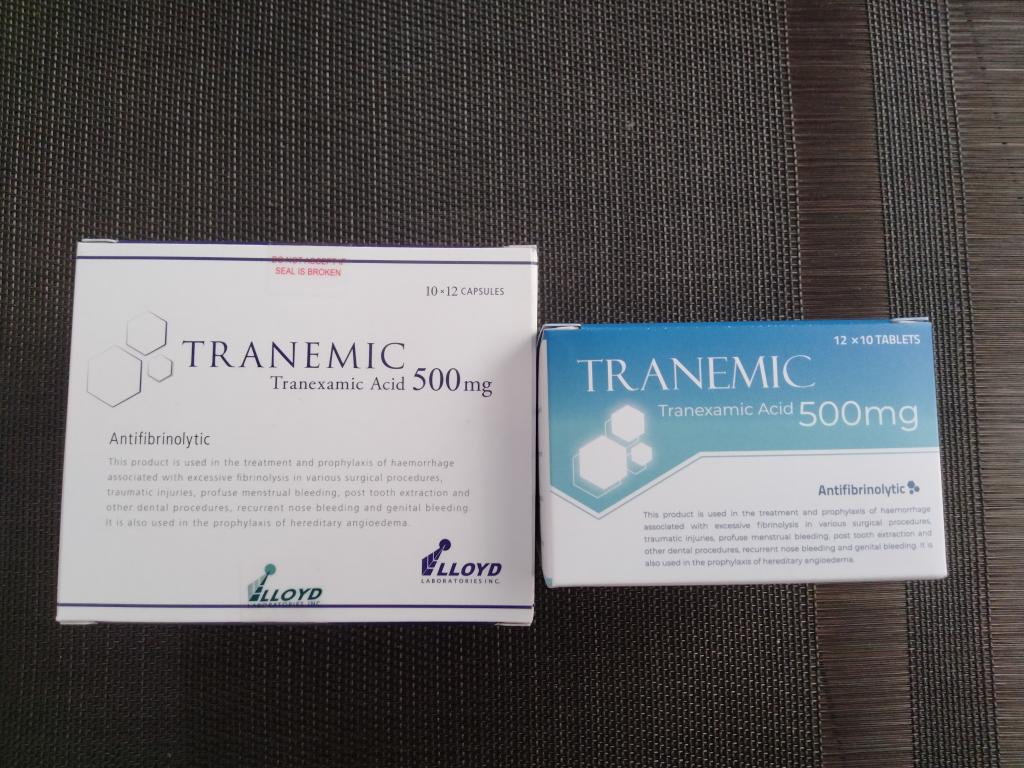 DO NOT ACCEPT IF
SEAL IS BROKEN
10 × 12 CAPSULES
TRANEMIC
Tranexamic Acid 500mg
Antifibrinolytic
This product is used in the treatment and prophylaxis of haemorrhage
associated with excessive fibrinolysis in various surgical procedures,
traumatic injuries, profuse menstrual bleeding, post tooth extraction and
other dental procedures, recurrent nose bleeding and genital bleeding.
It is also used in the prophylaxis of hereditary angioedema.
LLOYD
LABORATORIES INC.
LLOYD
LABORATORIES INC.
12 × 10 TABLETS
TRANEMIC
Tranexamic Acid 500mg
Antifibrinolytic
This product is used in the treatment and prophylaxis of haemorrhage
associated with excessive fibrinolysis in various surgical procedures,
traumatic injuries, profuse menstrual bleeding, post tooth extraction and
other dental procedures, recurrent nose bleeding and genital bleeding. It is
also used in the prophylaxis of hereditary angioedema.